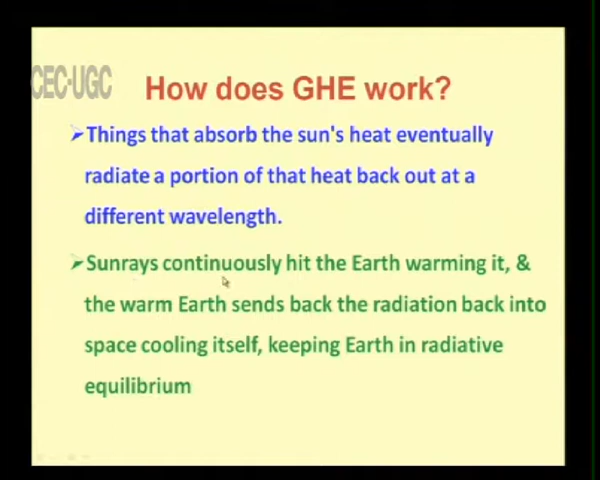 CEC-UGC
How does GHE work?
Things that absorb the sun's heat eventually
radiate a portion of that heat back out at a
different wavelength.
Sunrays continuously hit the Earth warming it, &
the warm Earth sends back the radiation back into
space cooling itself, keeping Earth in radiative
equilibrium